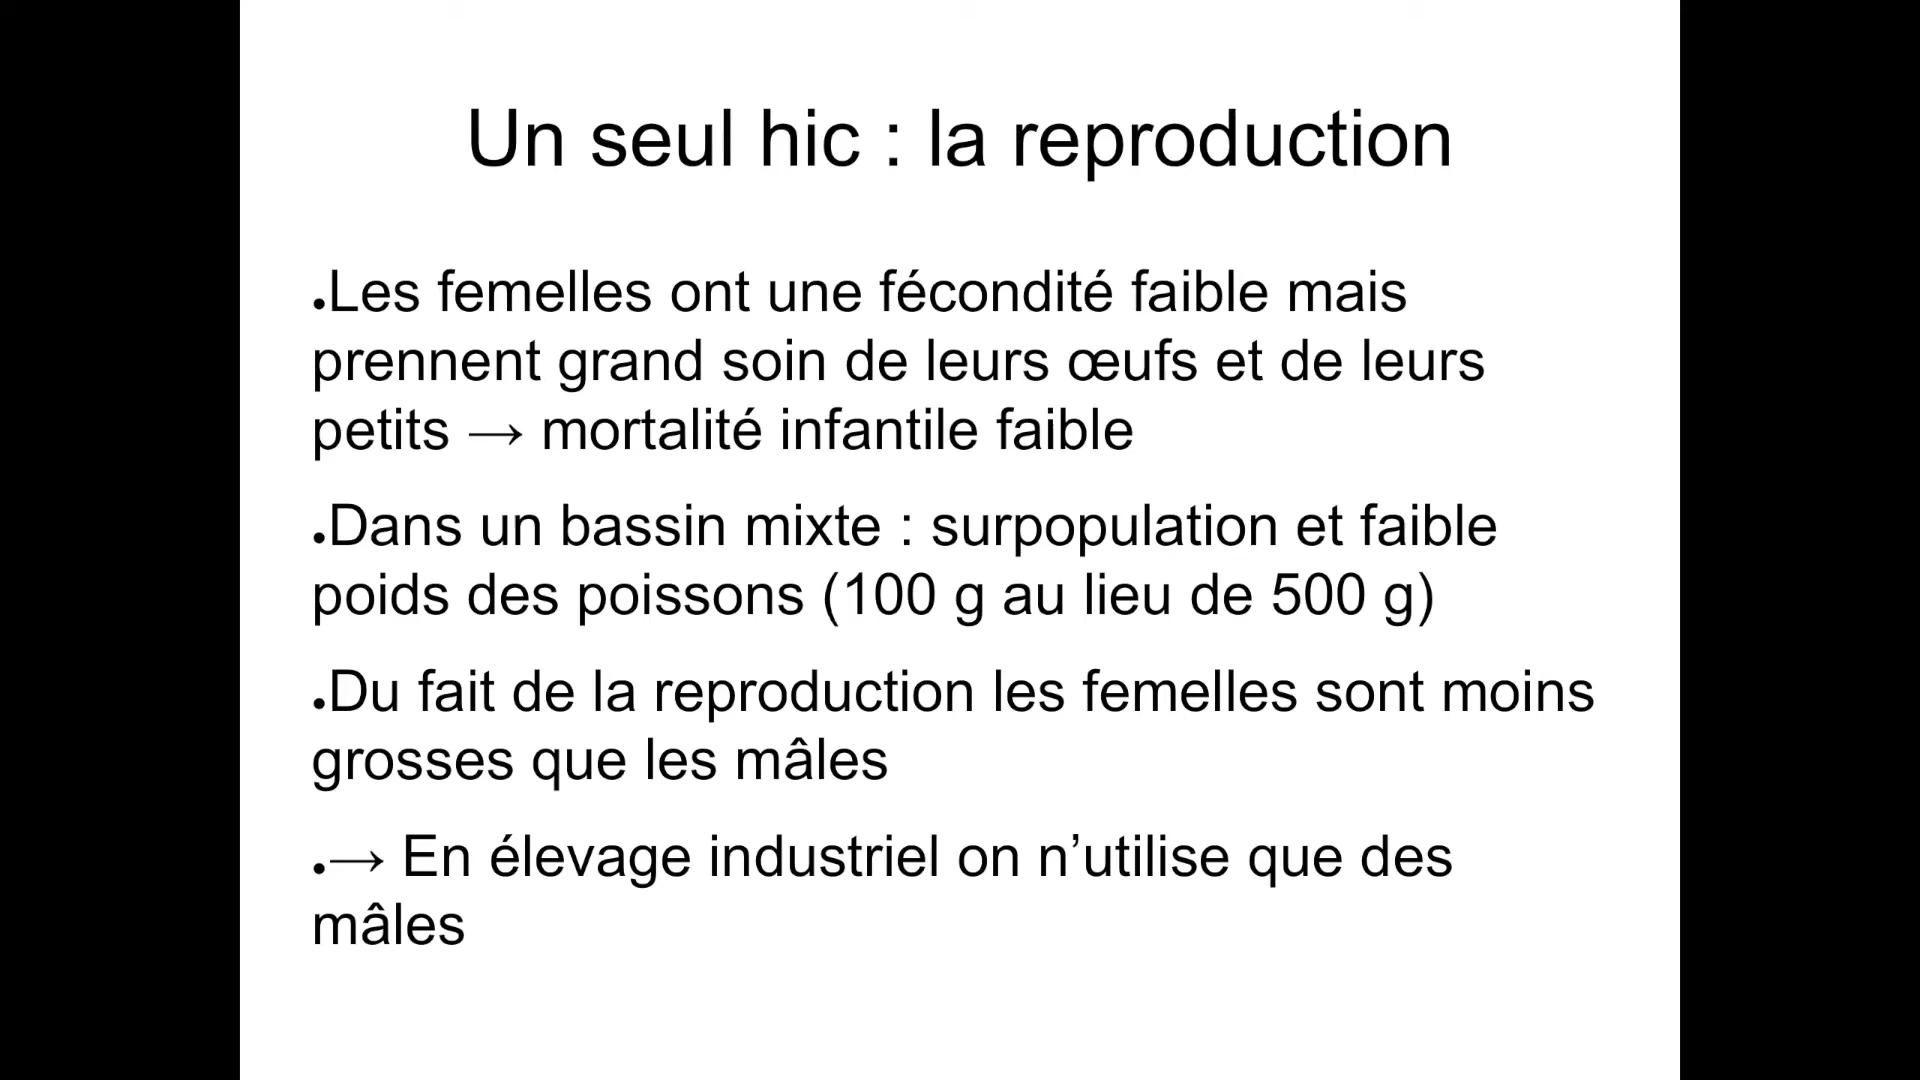 Un seul hic : la reproduction
●Les femelles ont une fécondité faible mais
prennent grand soin de leurs œufs et de leurs
petits → mortalité infantile faible
●Dans un bassin mixte : surpopulation et faible
poids des poissons (100 g au lieu de 500 g)
●Du fait de la reproduction les femelles sont moins
grosses que les mâles
●→ En élevage industriel on n’utilise que des
mâles